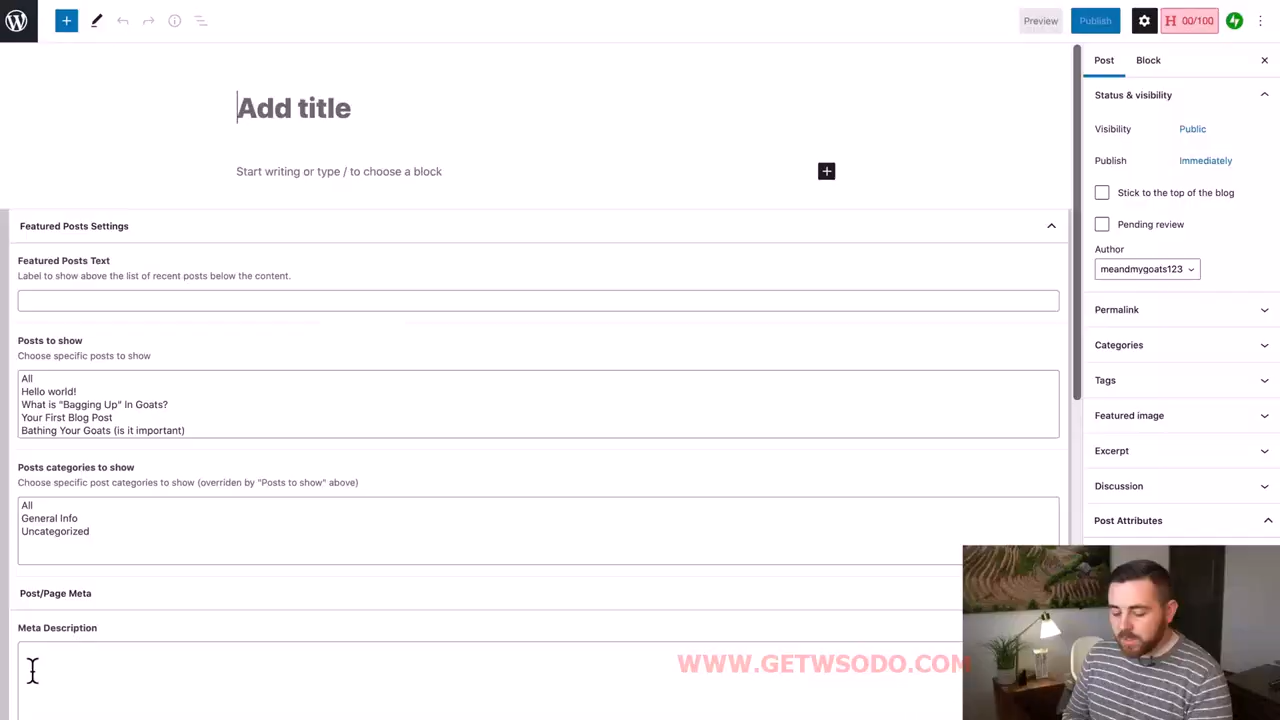 Preview
Publish
H 00/100
Post
Block
Add title
Status & visibility
Visibility
Public
Publish
Immediately
Start writing or type / to choose a block
Stick to the top of the blog
Pending review
Author
meandmygoats123
Featured Posts Settings
Featured Posts Text
Label to show above the list of recent posts below the content.
Permalink
Posts to show
Choose specific posts to show
Categories
All
Hello world!
What is "Bagging Up" In Goats?
Your First Blog Post
Bathing Your Goats (is it important)
Tags
Featured image
Excerpt
Posts categories to show
Choose specific post categories to show (overriden by "Posts to show" above)
Discussion
All
General Info
Uncategorized
Post Attributes
Post/Page Meta
Meta Description
WWW.GETWSODO.COM